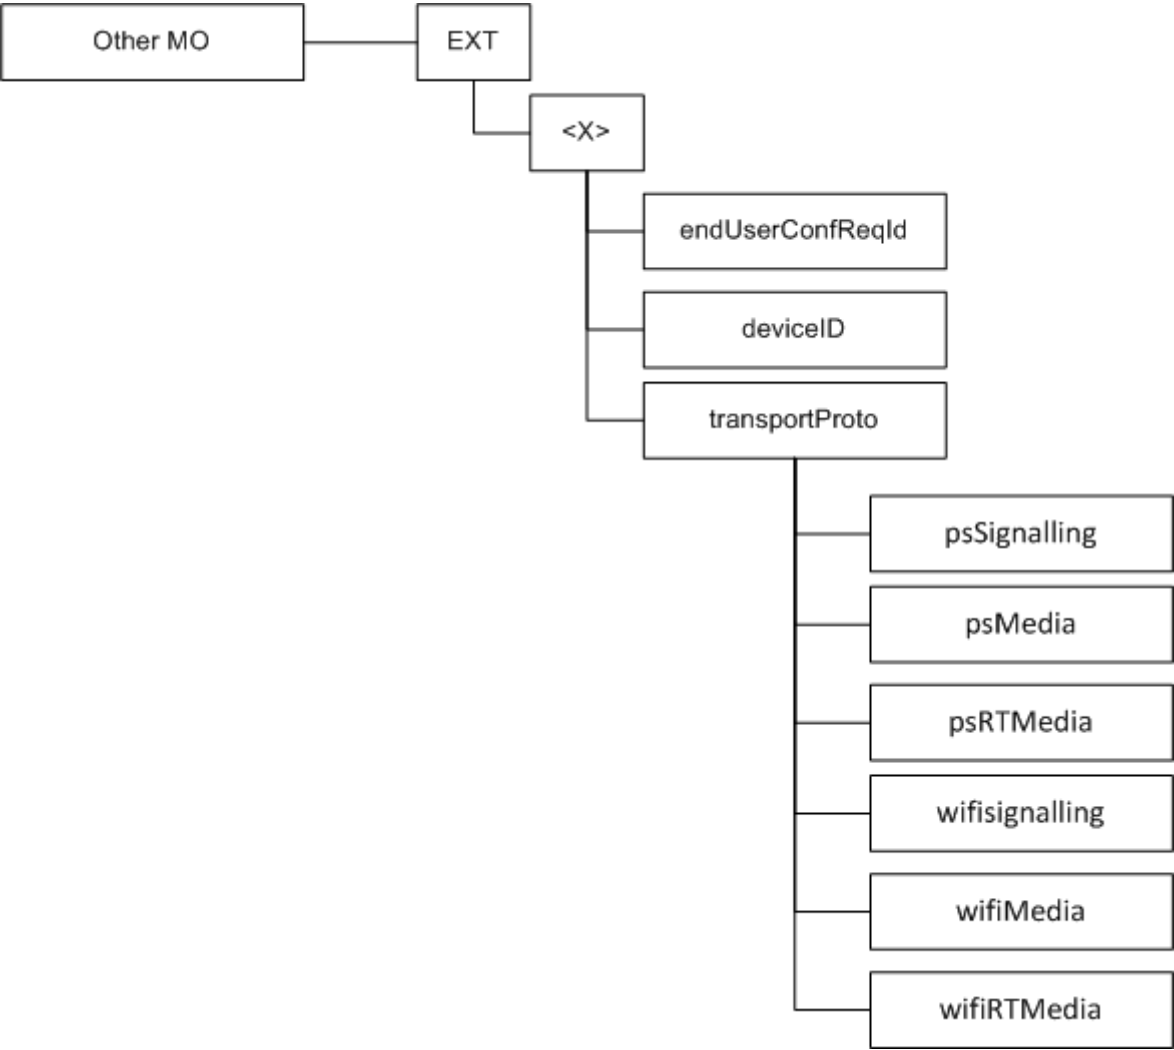 Other MO
EXT
<X>
endUserConfReqId
deviceID
transportProto
psSignalling
psMedia
psRTMedia
wifisignalling
wifiMedia
wifiRTMedia